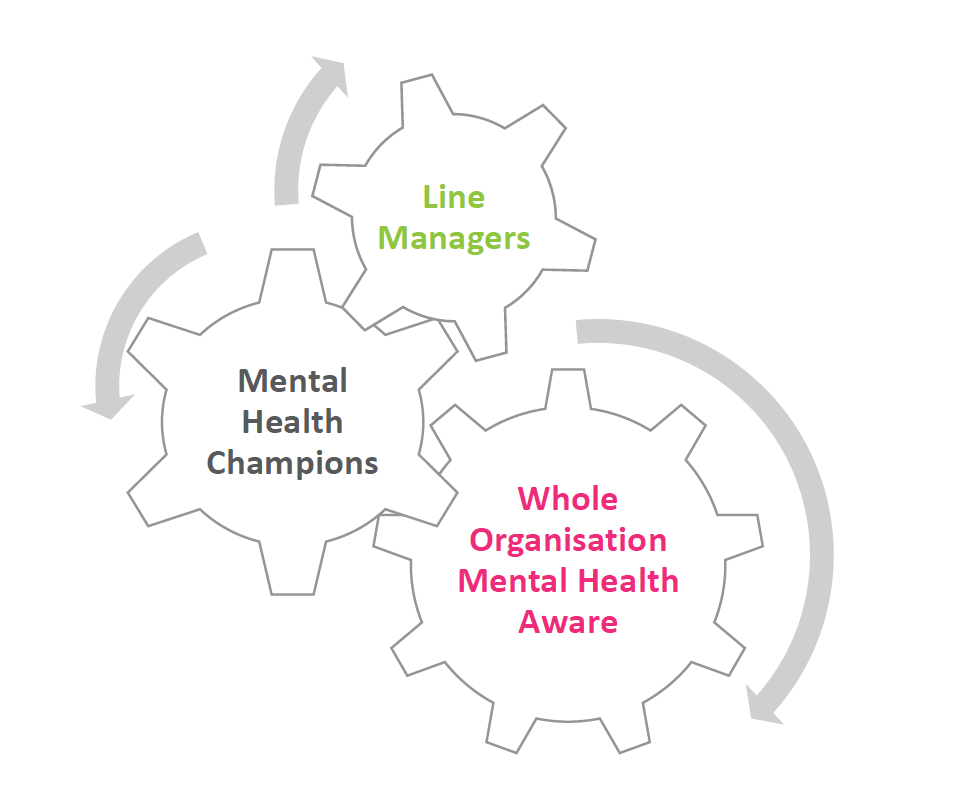 Line
Managers
Mental
Health
Champions
Whole
Organisation
Mental Health
Aware